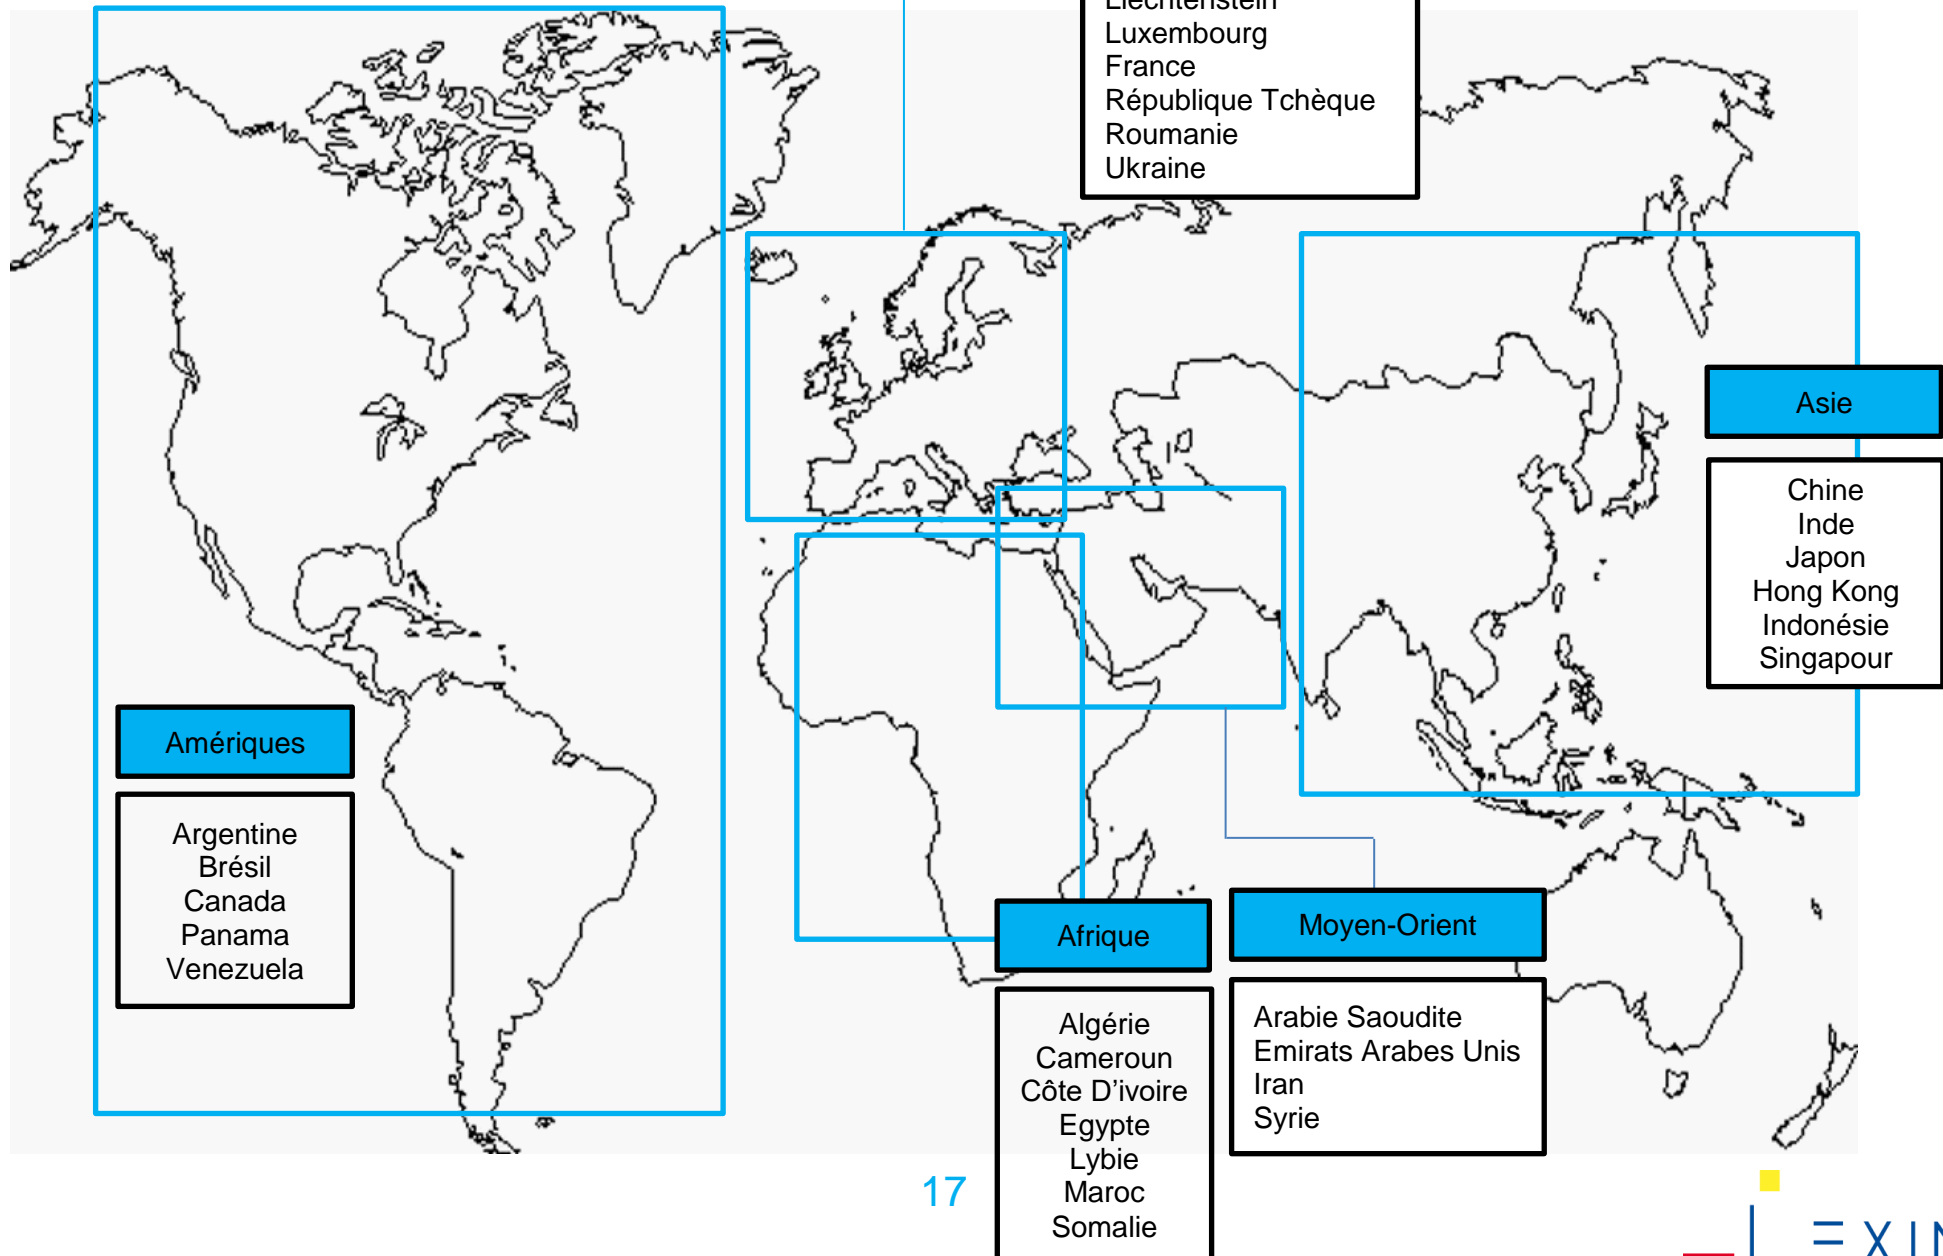 Liechtenstein
Luxembourg
France
République Tchèque
Roumanie
Ukraine
Asie
Chine
Inde
Japon
Hong Kong
Indonésie
Singapour
Amériques
Argentine
Brésil
Canada
Panama
Venezuela
Afrique
Algérie
Cameroun
Côte D'ivoire
Egypte
Lybie
Maroc
Somalie
Moyen-Orient
Arabie Saoudite
Emirats Arabes Unis
Iran
Syrie
17